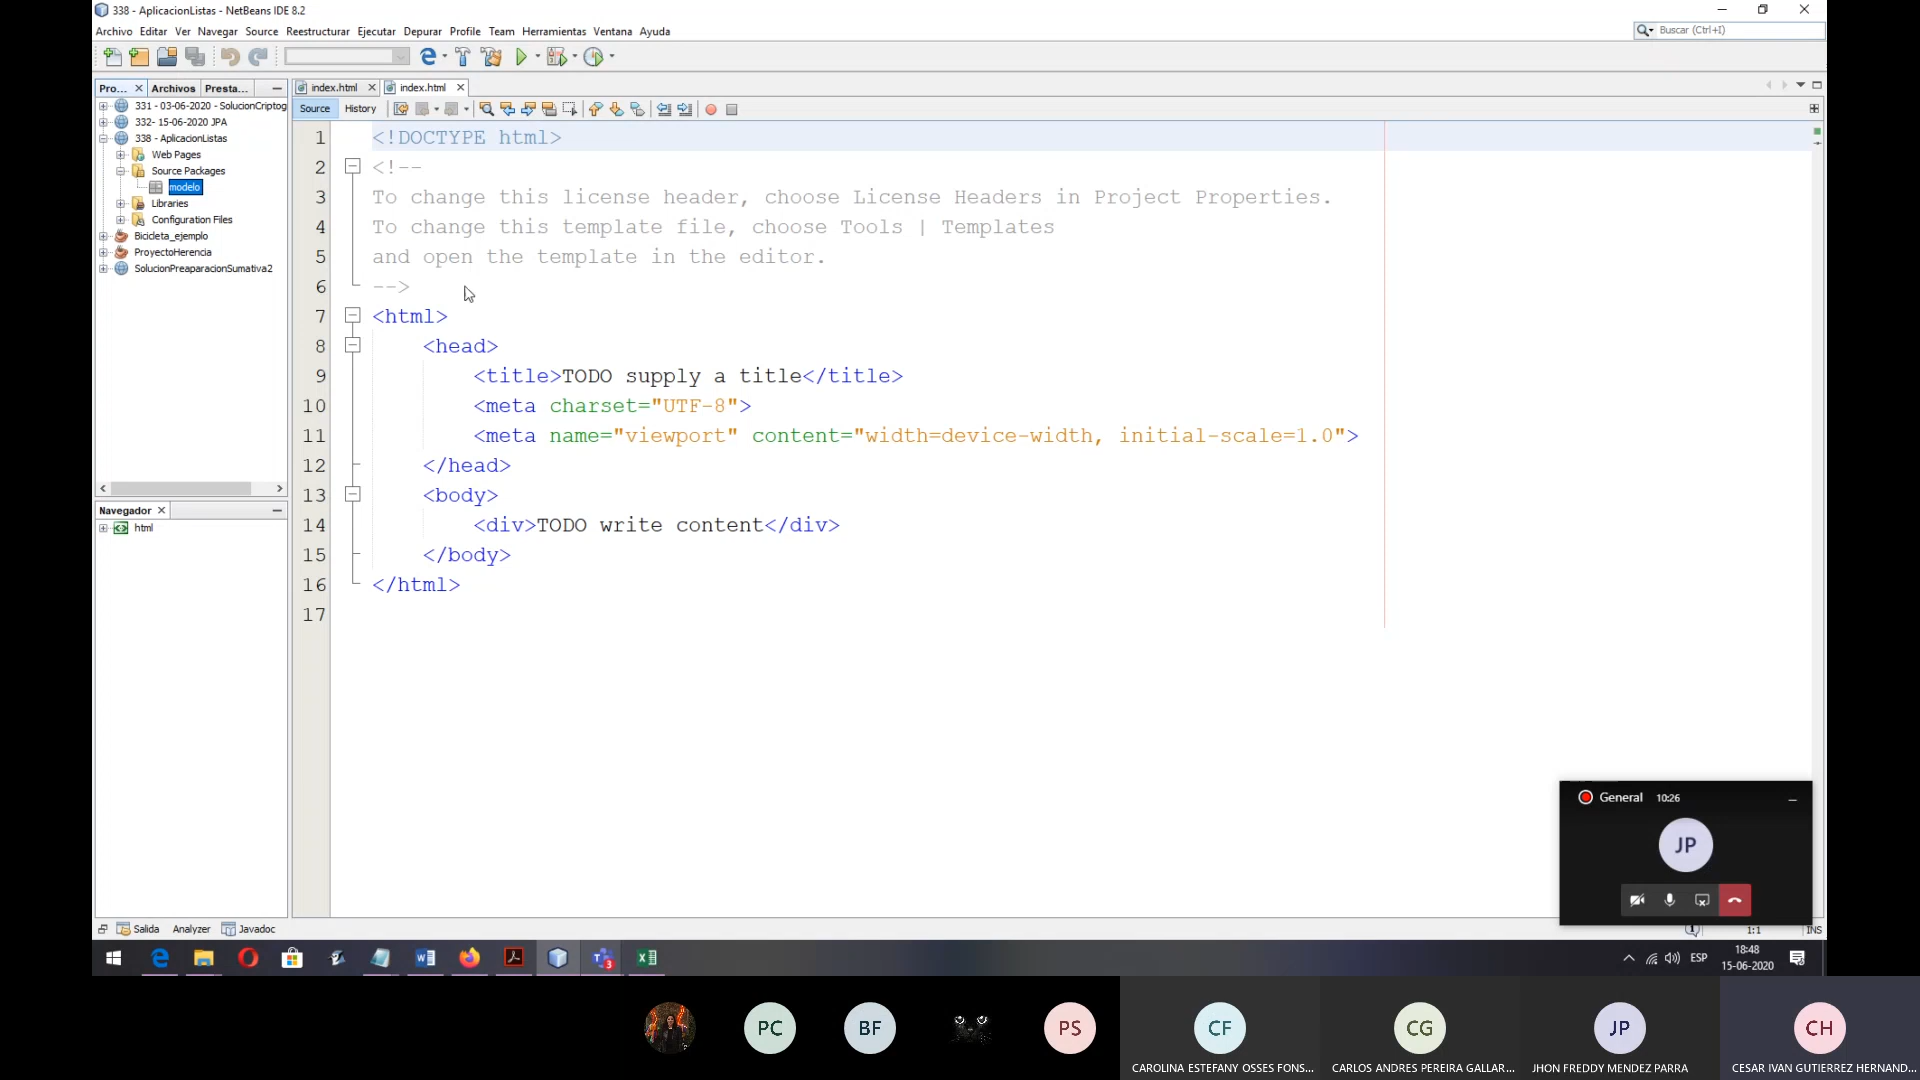 338 - AplicacionListas - NetBeans IDE 8.2
Archivo Editar Ver Navegar Source Reestructurar Ejecutar Depurar Profile Team Herramientas Ventana Ayuda
Buscar (Ctrl+I)
Pro... Archivos Presta...
index.html index.html
Source History
331 - 03-06-2020 - SolucionCriptog
332- 15-06-2020 JPA
338 - AplicacionListas
Web Pages
Source Packages
modelo
Libraries
Configuration Files
Bicicleta_ejemplo
ProyectoHerencia
SolucionPreaparacionSumativa2
Navegador
html
1 <!DOCTYPE html>
2 <!--
3 To change this license header, choose License Headers in Project Properties.
4 To change this template file, choose Tools | Templates
5 and open the template in the editor.
6 -->
7 <html>
8 <head>
9 <title>TODO supply a title</title>
10 <meta charset="UTF-8">
11 <meta name="viewport" content="width=device-width, initial-scale=1.0">
12 </head>
13 <body>
14 <div>TODO write content</div>
15 </body>
16 </html>
17
General 10:26
JP
Salida Analyzer Javadoc
1:1 INS
ESP
18:48
15-06-2020
PC BF PS CF CG JP CH
CAROLINA ESTEFANY OSSES FONS... CARLOS ANDRES PEREIRA GALLAR... JHON FREDDY MENDEZ PARRA CESAR IVAN GUTIERREZ HERNAND...